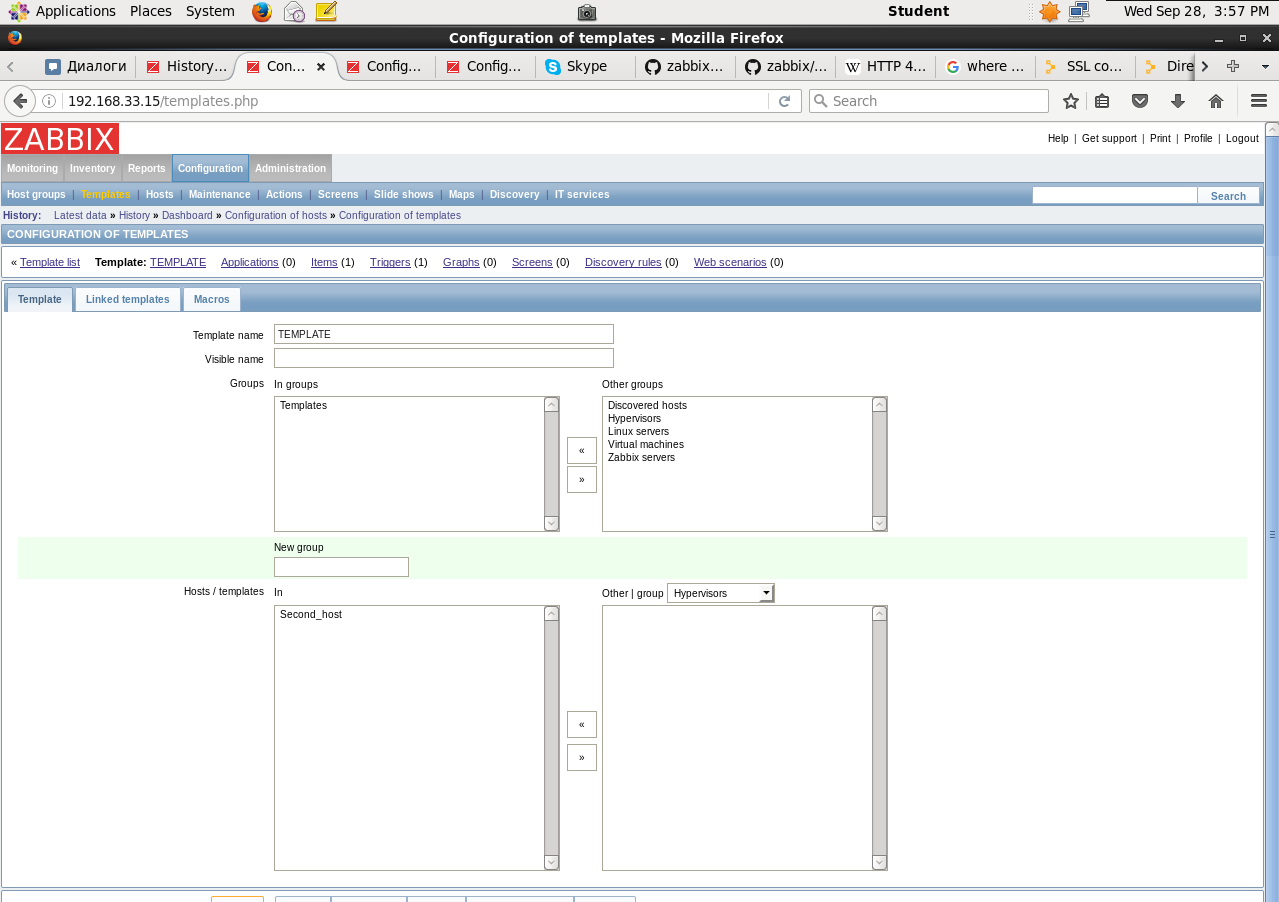 Applications Places System Student Wed Sep 28, 3:57 PM
Configuration of templates - Mozilla Firefox
Диалоги History... Con... Config... Config... Skype zabbix... zabbix/... HTTP 4... where ... SSL co... Dire
192.168.33.15/templates.php Search
ZABBIX
Help | Get support | Print | Profile | Logout
Monitoring Inventory Reports Configuration Administration
Host groups | Templates | Hosts | Maintenance | Actions | Screens | Slide shows | Maps | Discovery | IT services Search
History: Latest data » History » Dashboard » Configuration of hosts » Configuration of templates
CONFIGURATION OF TEMPLATES
« Template list Template: TEMPLATE Applications (0) Items (1) Triggers (1) Graphs (0) Screens (0) Discovery rules (0) Web scenarios (0)
Template Linked templates Macros
Template name TEMPLATE
Visible name
Groups In groups Other groups
Templates
Discovered hosts
Hypervisors
Linux servers
Virtual machines
Zabbix servers
«
»
New group
Hosts / templates In Other | group Hypervisors
Second_host
«
»